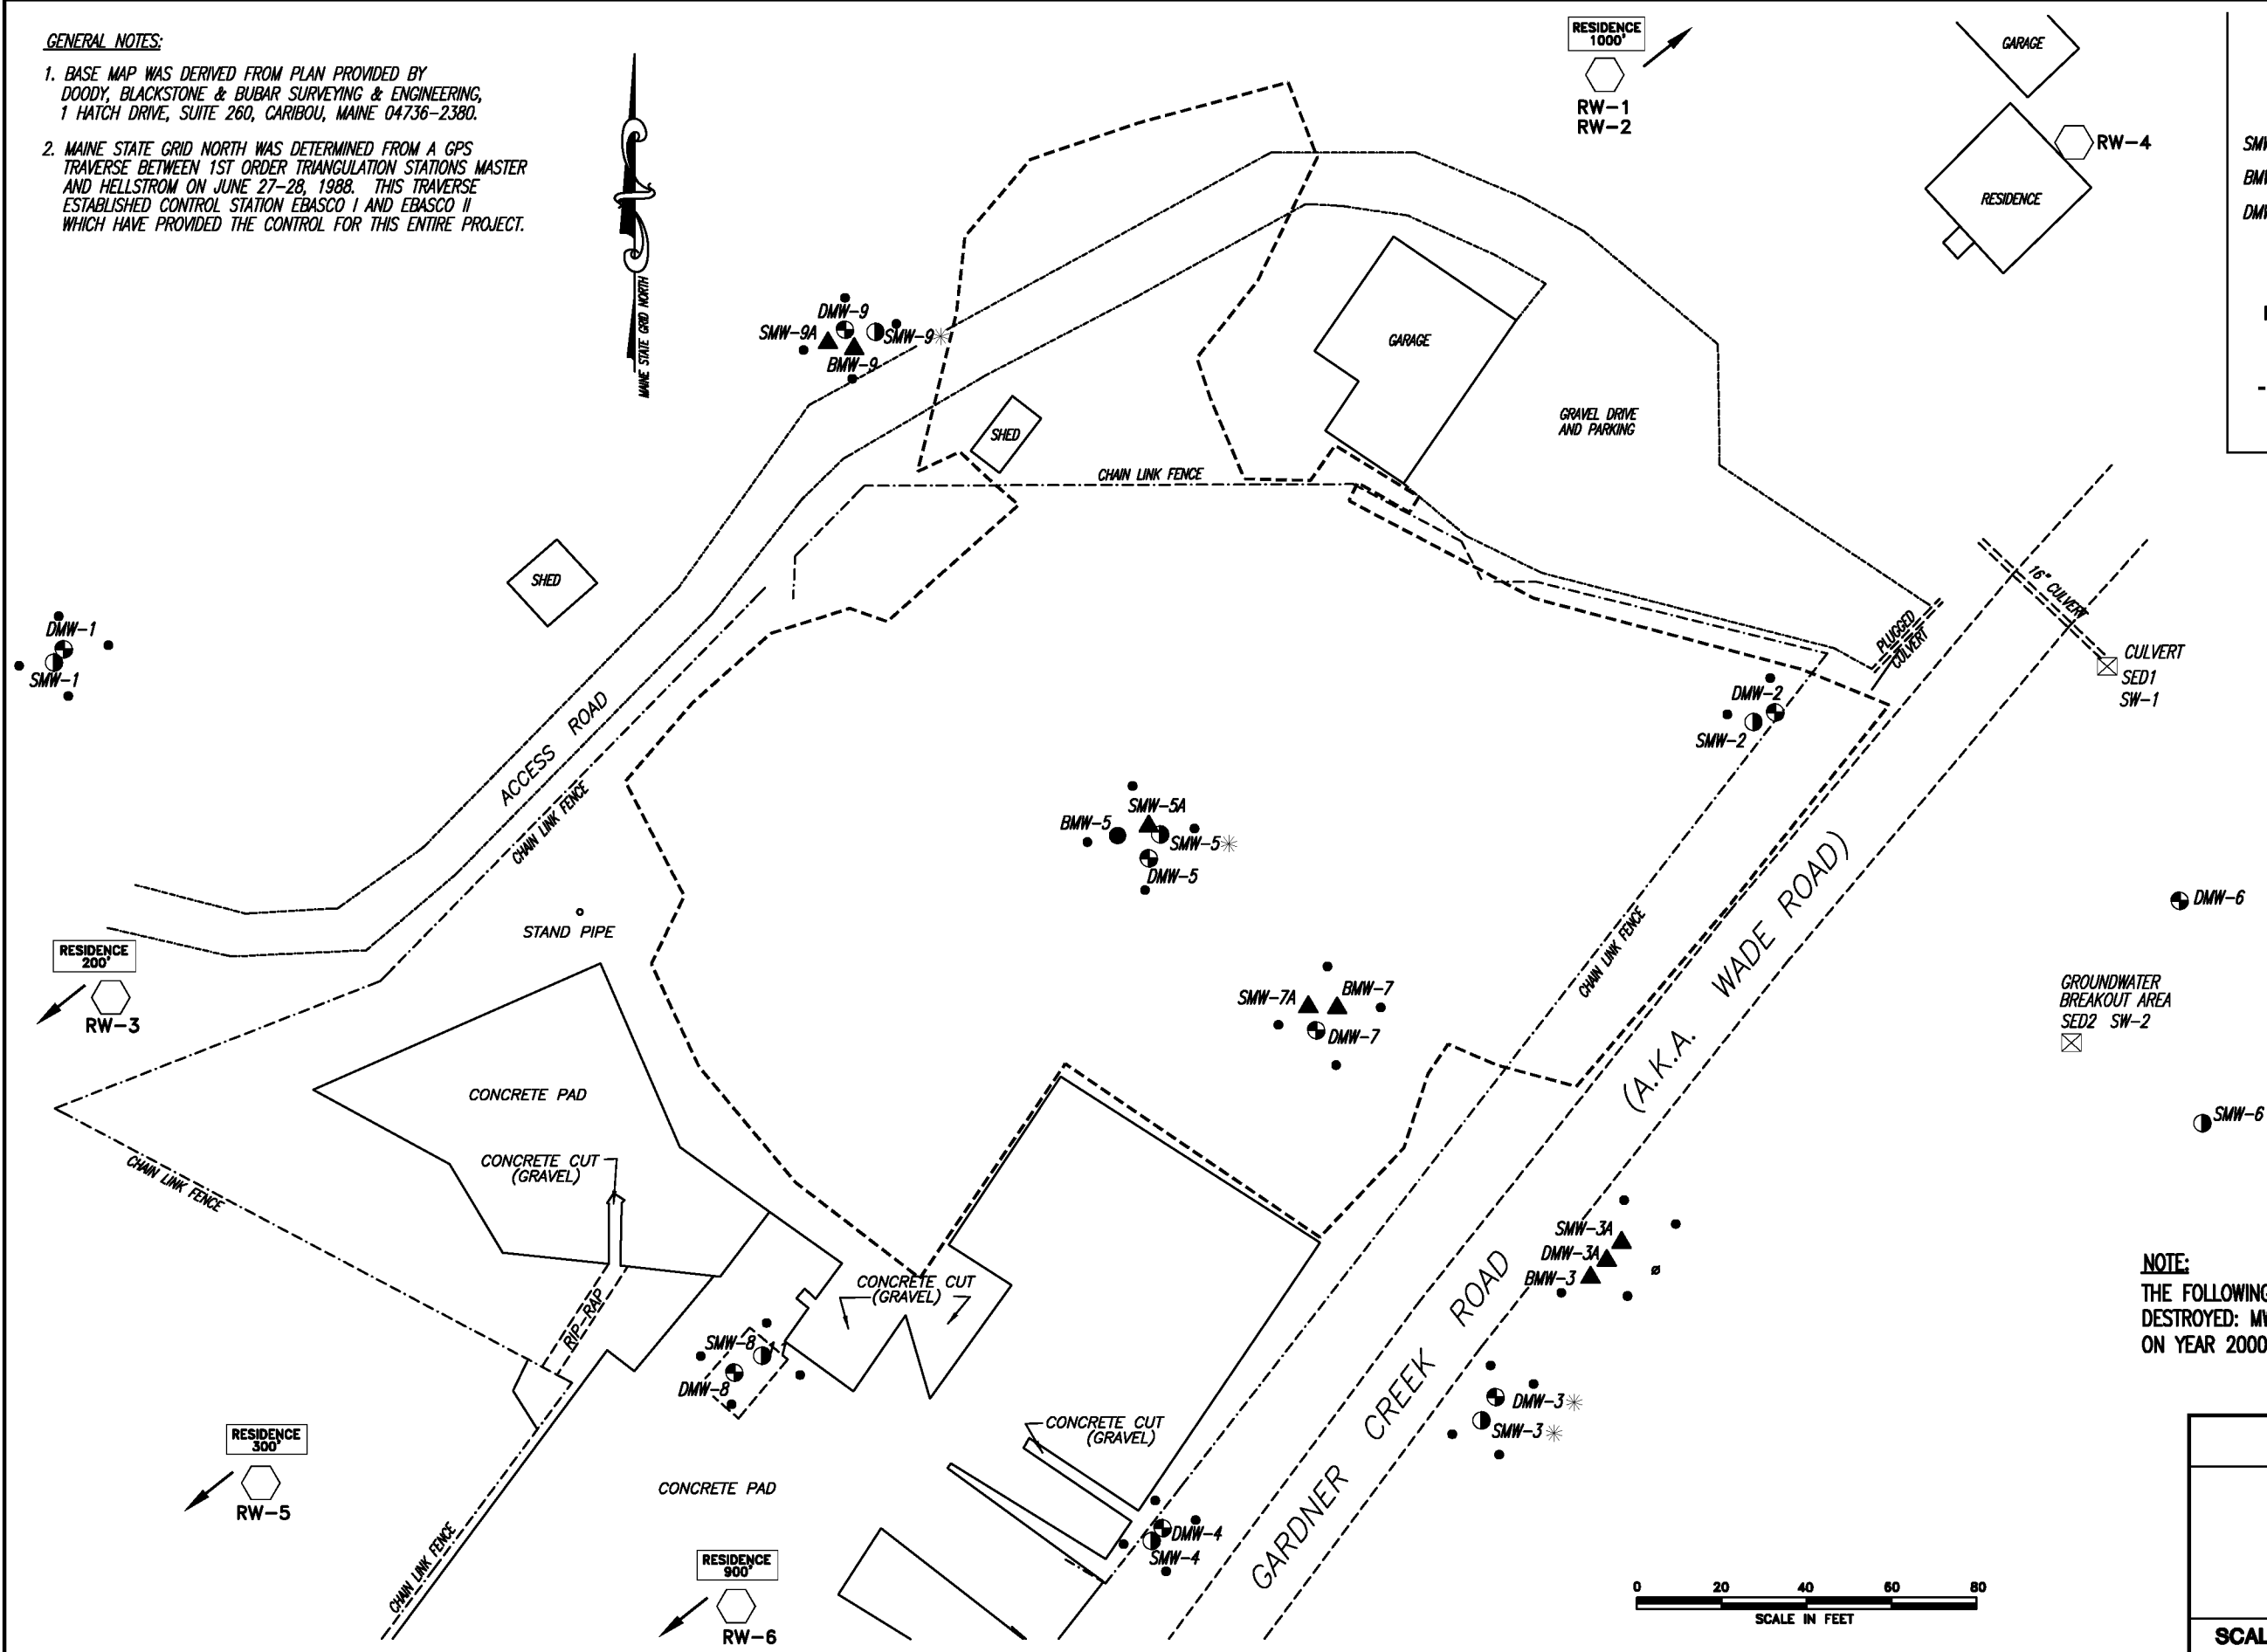 GENERAL NOTES:
1. BASE MAP WAS DERIVED FROM PLAN PROVIDED BY
DOODY, BLACKSTONE & BUBAR SURVEYING & ENGINEERING,
1 HATCH DRIVE, SUITE 260, CARIBOU, MAINE 04736-2380.
2. MAINE STATE GRID NORTH WAS DETERMINED FROM A GPS
TRAVERSE BETWEEN 1ST ORDER TRIANGULATION STATIONS MASTER
AND HELLSTROM ON JUNE 27-28, 1988. THIS TRAVERSE
ESTABLISHED CONTROL STATION EBASCO I AND EBASCO II
WHICH HAVE PROVIDED THE CONTROL FOR THIS ENTIRE PROJECT.
MAINE STATE GRID NORTH
RESIDENCE
1000'
RW-1
RW-2
GARAGE
RW-4
RESIDENCE
SMW
BMW
DMW
DMW-9
SMW-9A
SMW-9
BMW-9
GARAGE
SHED
GRAVEL DRIVE
AND PARKING
CHAIN LINK FENCE
SHED
16" CULVERT
PLUGGED
CULVERT
CULVERT
SED1
SW-1
DMW-1
SMW-1
ACCESS ROAD
CHAIN LINK FENCE
DMW-2
SMW-2
SMW-5A
BMW-5
SMW-5
DMW-5
DMW-6
STAND PIPE
RESIDENCE
200'
RW-3
CHAIN LINK FENCE
GARDNER CREEK ROAD (A.K.A. WADE ROAD)
SMW-7A
BMW-7
DMW-7
GROUNDWATER
BREAKOUT AREA
SED2 SW-2
SMW-6
CONCRETE PAD
CONCRETE CUT
(GRAVEL)
CHAIN LINK FENCE
SMW-3A
DMW-3A
BMW-3
NOTE:
THE FOLLOWING
DESTROYED: MW
ON YEAR 2000
CONCRETE CUT
(GRAVEL)
RIP-RAP
SMW-8
DMW-8
DMW-3
SMW-3
RESIDENCE
300'
RW-5
CONCRETE CUT
(GRAVEL)
CONCRETE PAD
CHAIN LINK FENCE
DMW-4
SMW-4
RESIDENCE
900'
RW-6
0 20 40 60 80
SCALE IN FEET
SCAL